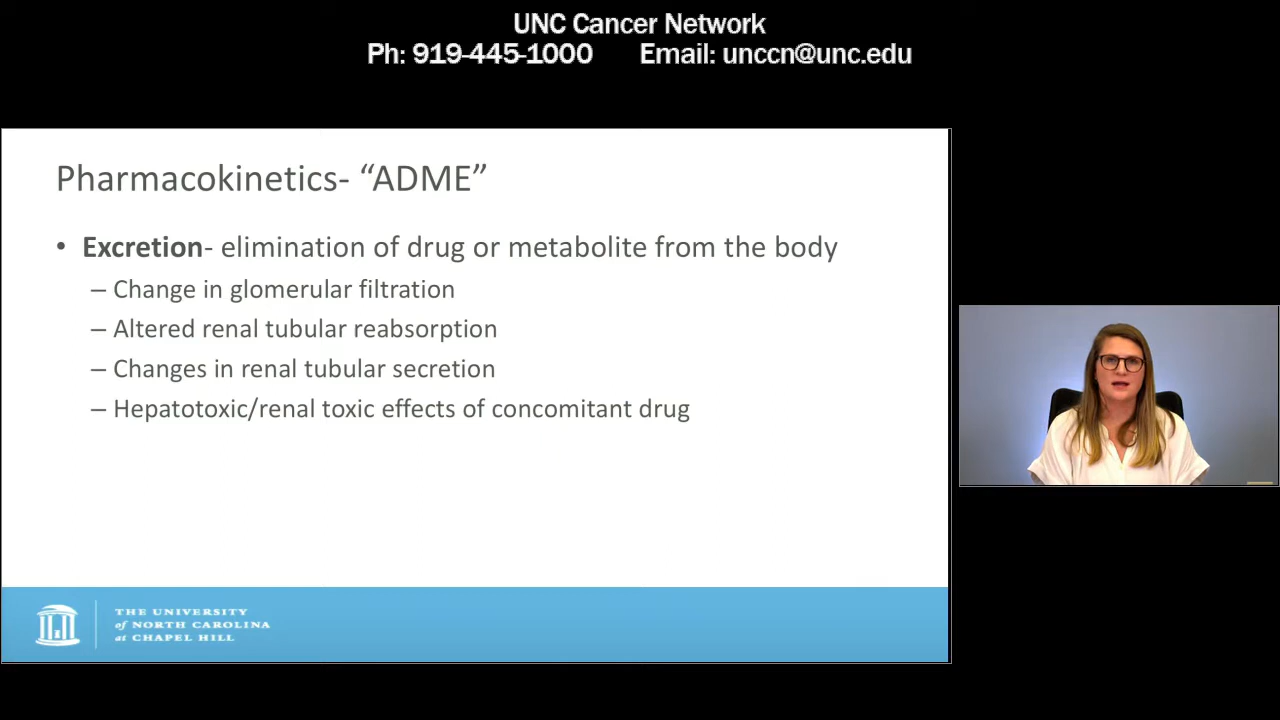 UNC Cancer Network
Ph: 919-445-1000 Email: unccn@unc.edu
Pharmacokinetics- “ADME”
• Excretion- elimination of drug or metabolite from the body
– Change in glomerular filtration
– Altered renal tubular reabsorption
– Changes in renal tubular secretion
– Hepatotoxic/renal toxic effects of concomitant drug
THE UNIVERSITY
of NORTH CAROLINA
at CHAPEL HILL